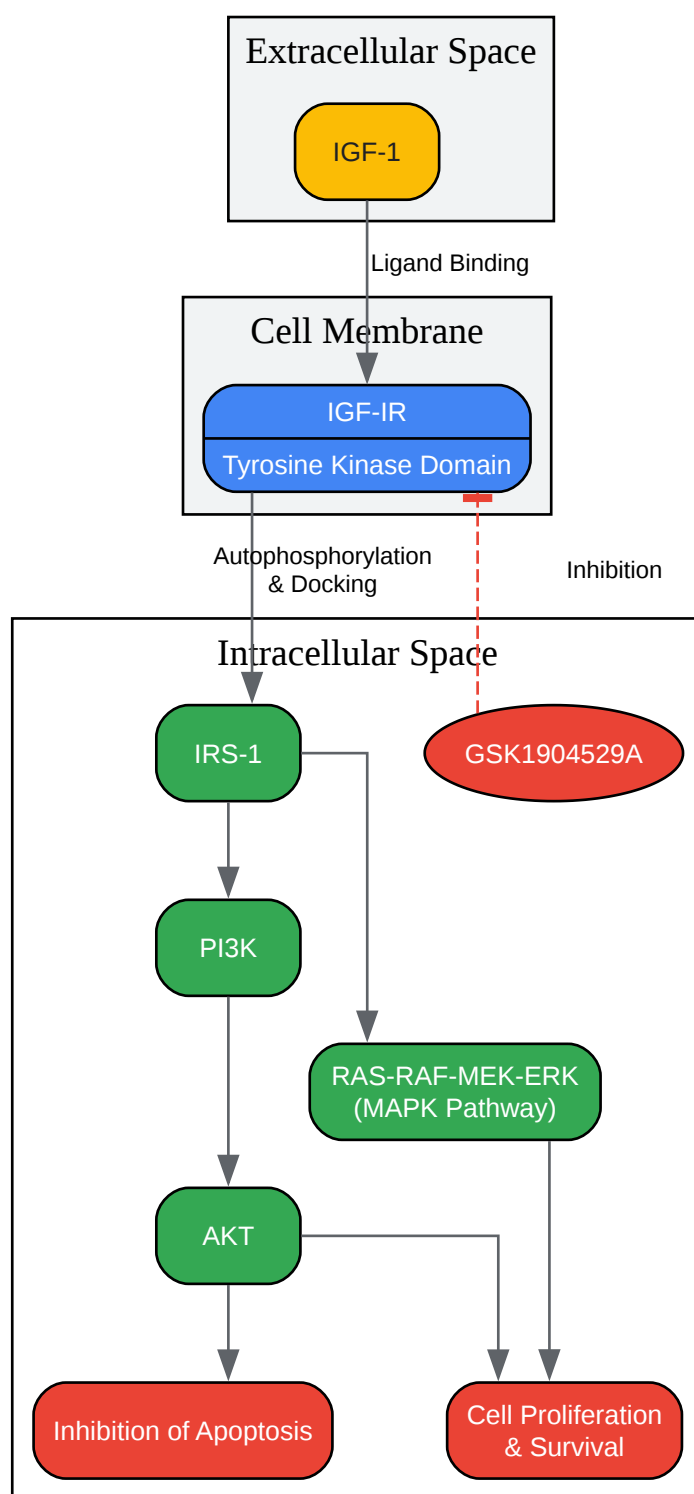 Extracellular Space
IGF-1
Ligand Binding
Cell Membrane
IGF-IR
Tyrosine Kinase Domain
Autophosphorylation
& Docking
Inhibition
Intracellular Space
IRS-1
GSK1904529A
PI3K
RAS-RAF-MEK-ERK
(MAPK Pathway)
AKT
Inhibition of Apoptosis
Cell Proliferation
& Survival